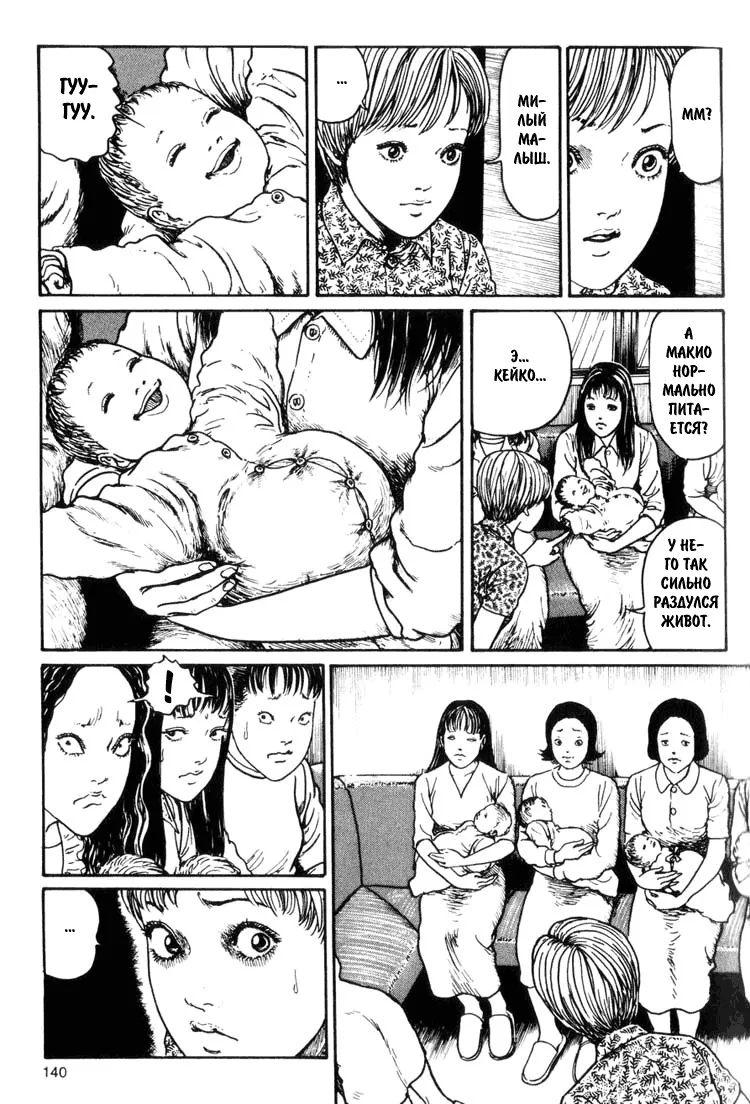 ГУУ-
ГУУ.
...
МИ-
ЛЫЙ
МА-
ЛЫШ.
ММ?
Э...
КЕЙКО...
А
МАКИО
НОР-
МАЛЬНО
ПИТА-
ЕТСЯ?
У НЕ-
ГО ТАК
СИЛЬНО
РАЗДУЛСЯ
ЖИВОТ.
!
...
140